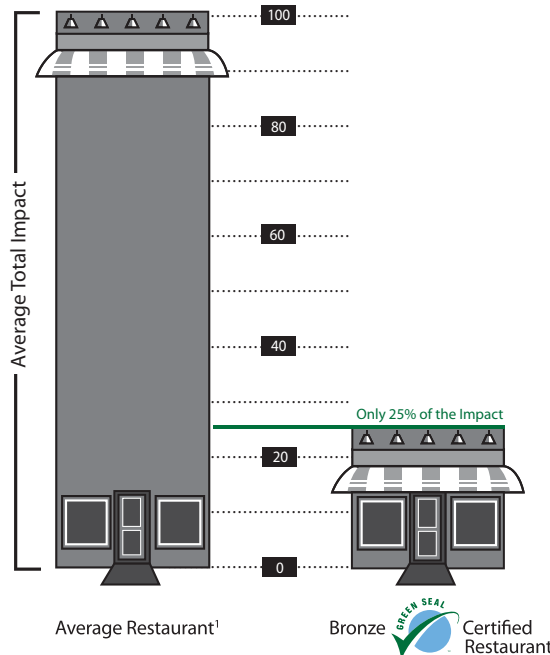 100
80
60
40
20
0
Average Total Impact
Only 25% of the Impact
Average Restaurant¹
Bronze
GREEN SEAL
Certified
Restaurant